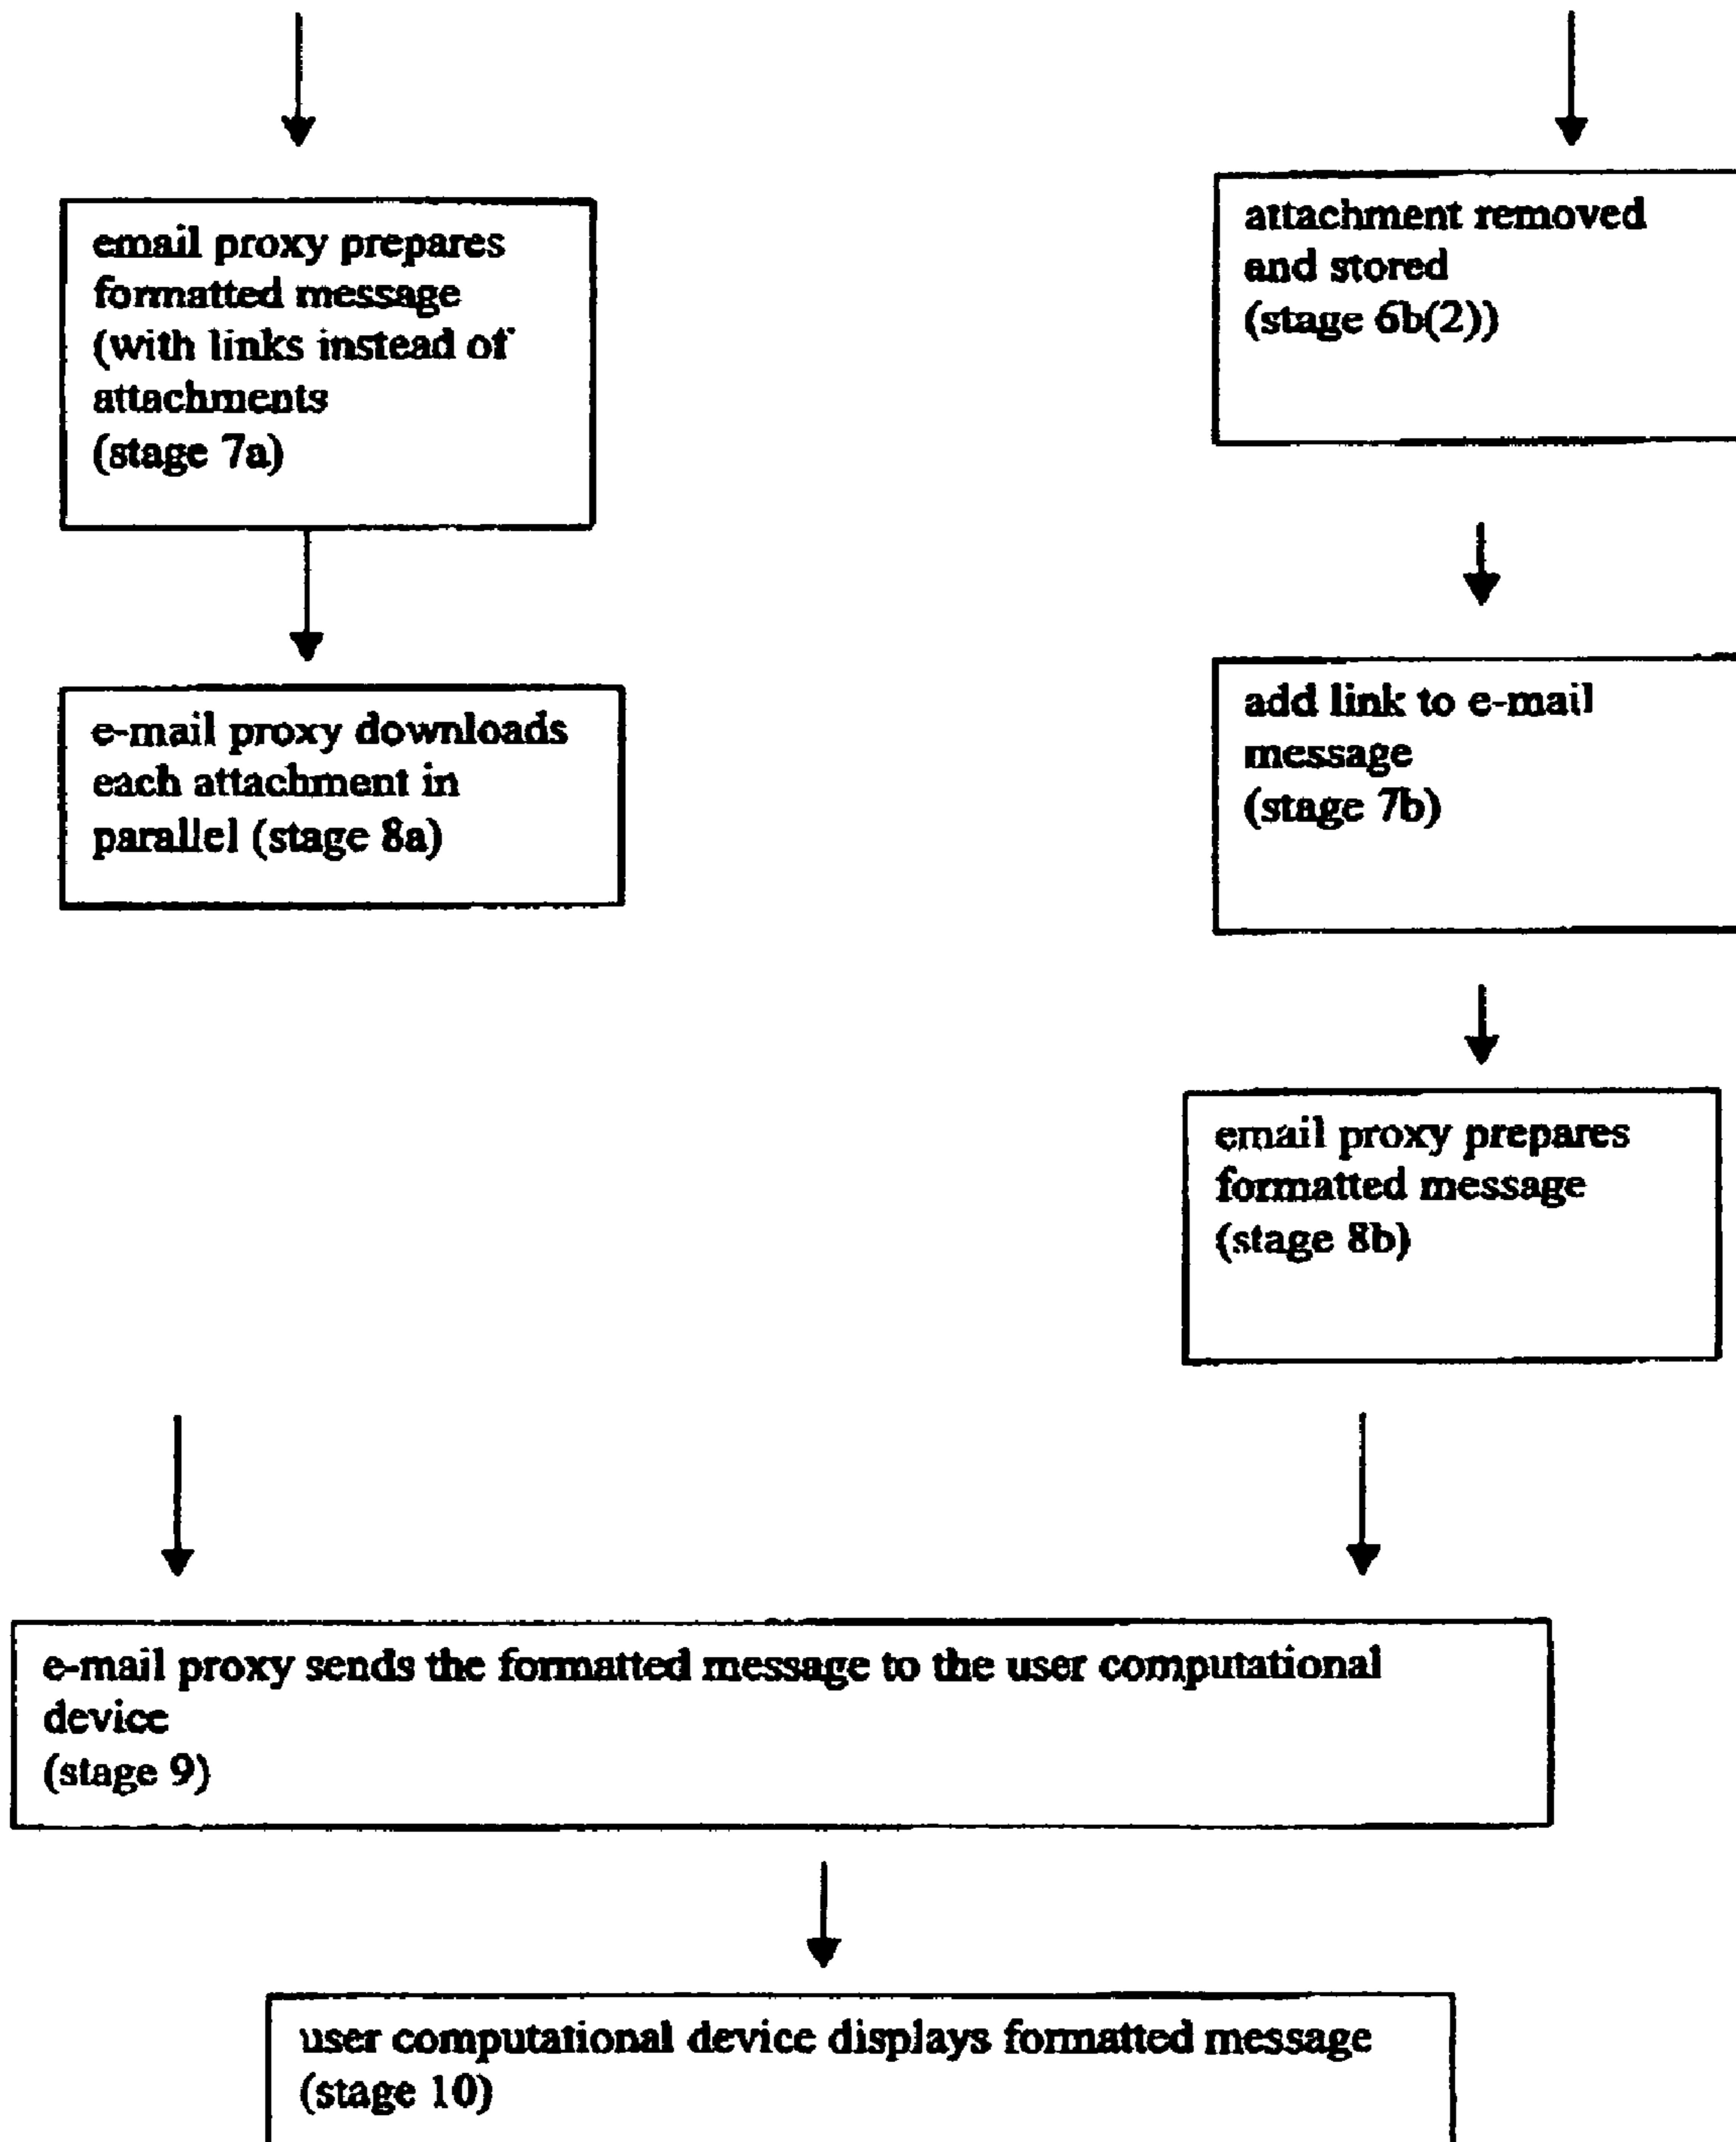 email proxy prepares
formatted message
(with links instead of
attachments
(stage 7a)
attachment removed
and stored
(stage 6b(2))
e-mail proxy downloads
each attachment in
parallel (stage 8a)
add link to e-mail
message
(stage 7b)
email proxy prepares
formatted message
(stage 8b)
e-mail proxy sends the formatted message to the user computational
device
(stage 9)
user computational device displays formatted message
(stage 10)